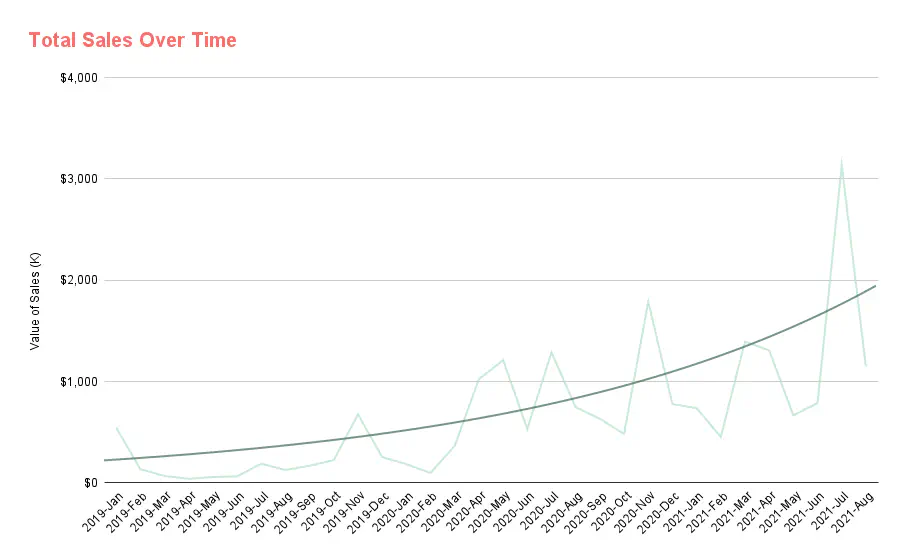 Total Sales Over Time
$4,000
$3,000
$2,000
$1,000
$0
Value of Sales (K)
2019-Jan
2019-Feb
2019-Mar
2019-Apr
2019-May
2019-Jun
2019-Jul
2019-Aug
2019-Sep
2019-Oct
2019-Nov
2019-Dec
2020-Jan
2020-Feb
2020-Mar
2020-Apr
2020-May
2020-Jun
2020-Jul
2020-Aug
2020-Sep
2020-Oct
2020-Nov
2020-Dec
2021-Jan
2021-Feb
2021-Mar
2021-Apr
2021-May
2021-Jun
2021-Jul
2021-Aug